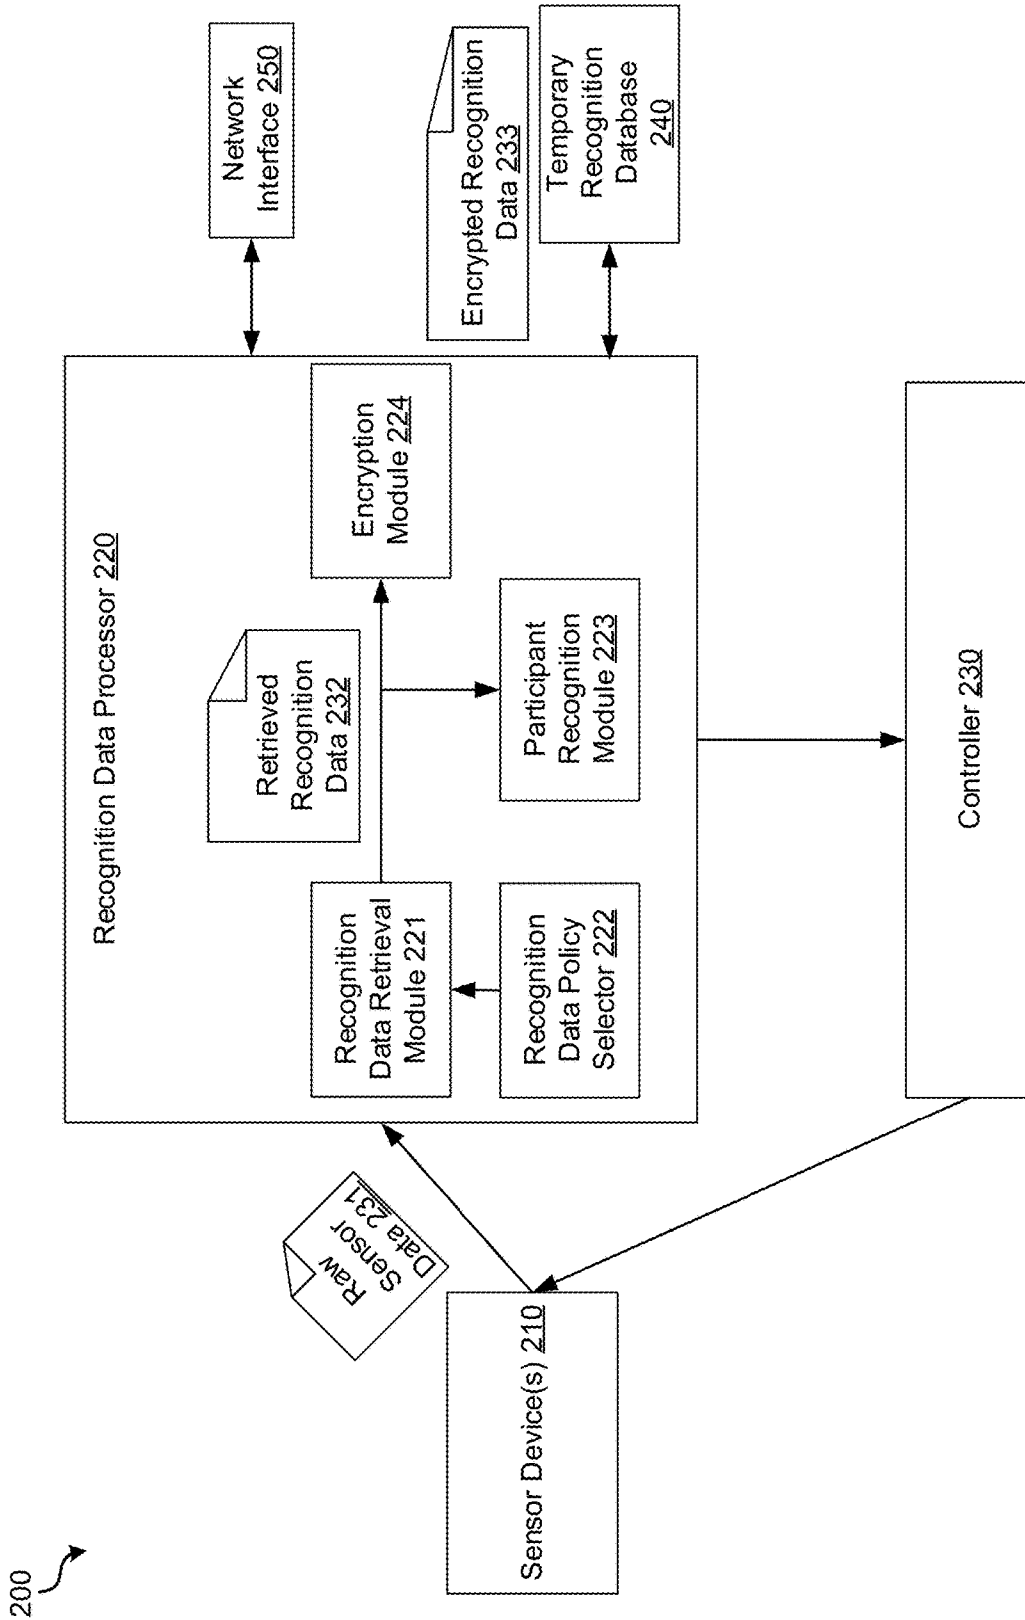 200
Recognition Data Processor 220
Network
Interface 250
Raw
Sensor
Data 231
Retrieved
Recognition
Data 232
Recognition
Data Retrieval
Module 221
Encryption
Module 224
Encrypted Recognition
Data 233
Recognition
Data Policy
Selector 222
Participant
Recognition
Module 223
Temporary
Recognition
Database
240
Sensor Device(s) 210
Controller 230